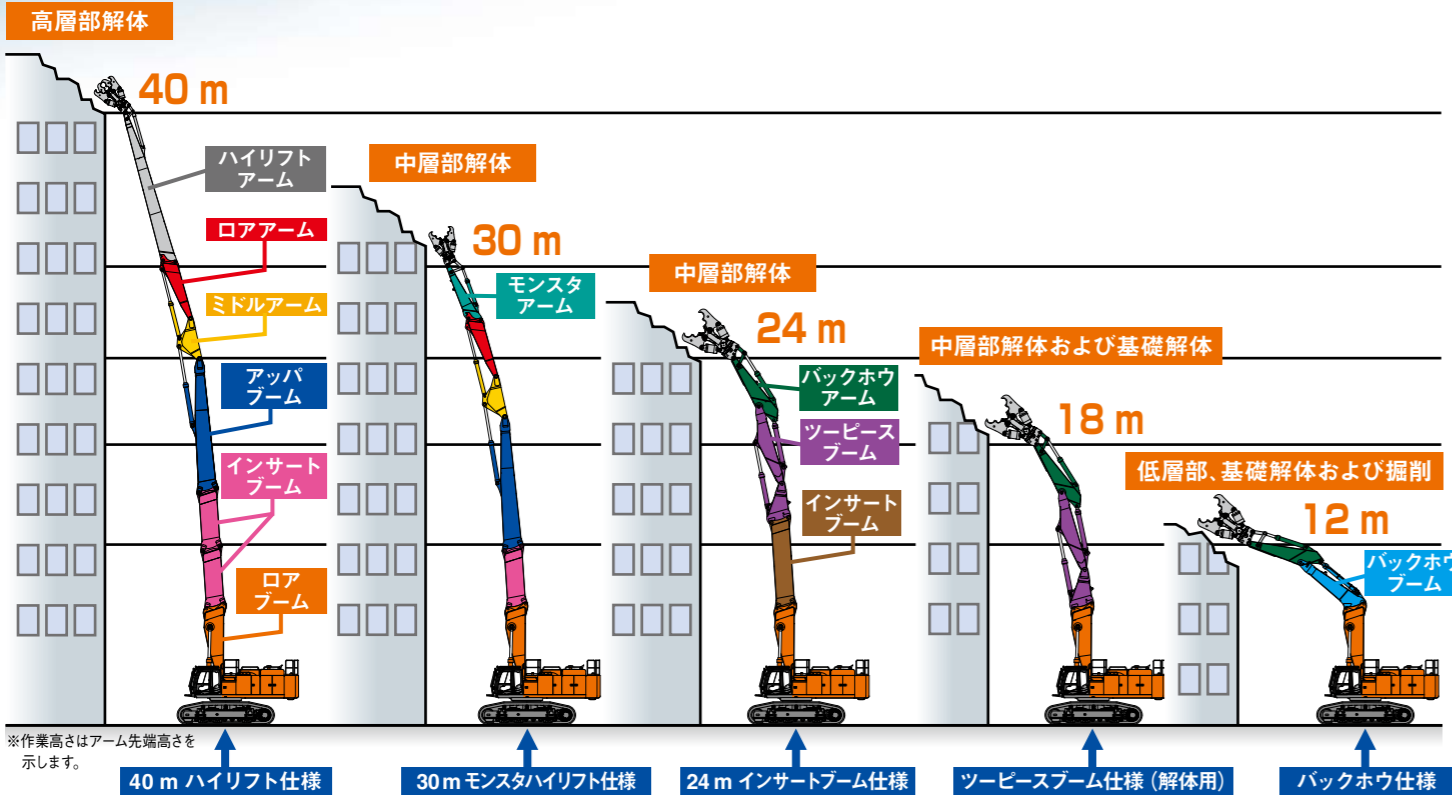 高層部解体
40 m
ハイリフト
アーム
ロアアーム
ミドルアーム
アッパ
ブーム
インサート
ブーム
ロア
ブーム
中層部解体
30 m
モンスタ
アーム
中層部解体
24 m
バックホウ
アーム
ツーピース
ブーム
インサート
ブーム
中層部解体および基礎解体
18 m
低層部、基礎解体および掘削
12 m
バックホウ
ブーム
※作業高さはアーム先端高さを
示します。
40 m ハイリフト仕様
30 m モンスタハイリフト仕様
24 m インサートブーム仕様
ツーピースブーム仕様（解体用）
バックホウ仕様